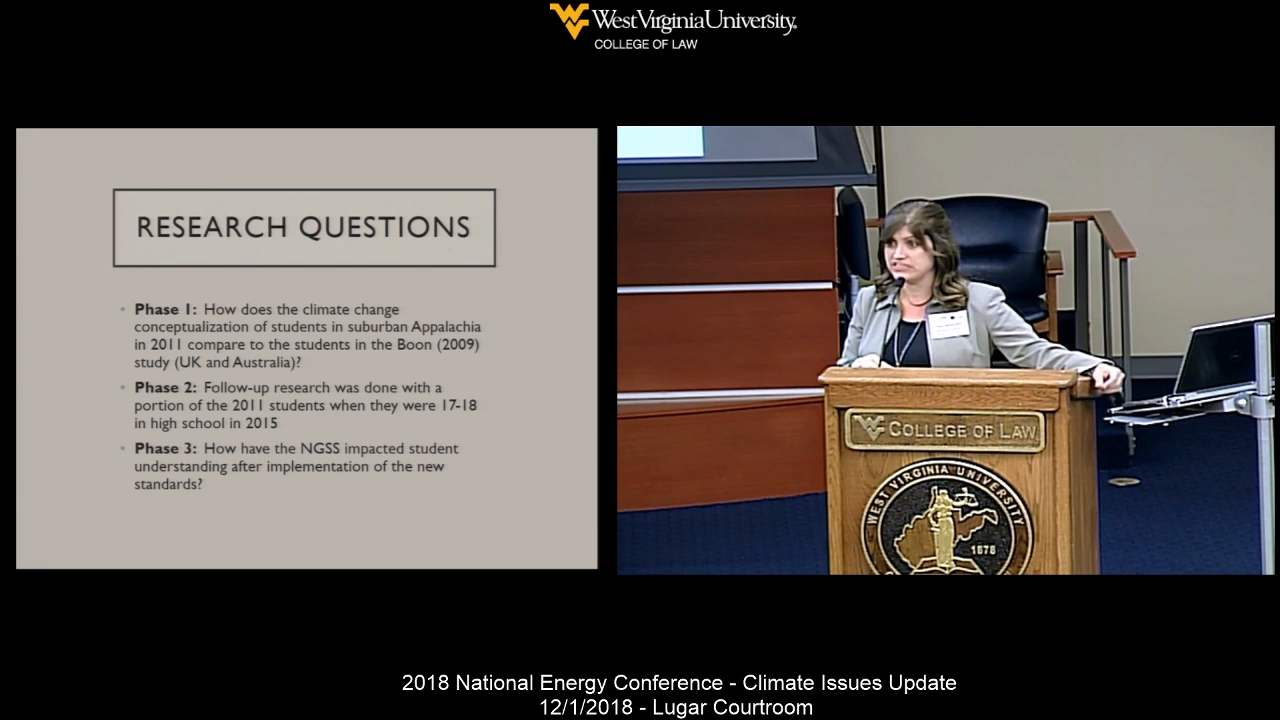 West Virginia University
COLLEGE OF LAW
RESEARCH QUESTIONS
• Phase 1: How does the climate change
conceptualization of students in suburban Appalachia
in 2011 compare to the students in the Boon (2009)
study (UK and Australia)?
• Phase 2: Follow-up research was done with a
portion of the 2011 students when they were 17-18
in high school in 2015
• Phase 3: How have the NGSS impacted student
understanding after implementation of the new
standards?
COLLEGE OF LAW
WEST VIRGINIA UNIVERSITY
1878
2018 National Energy Conference - Climate Issues Update
12/1/2018 - Lugar Courtroom